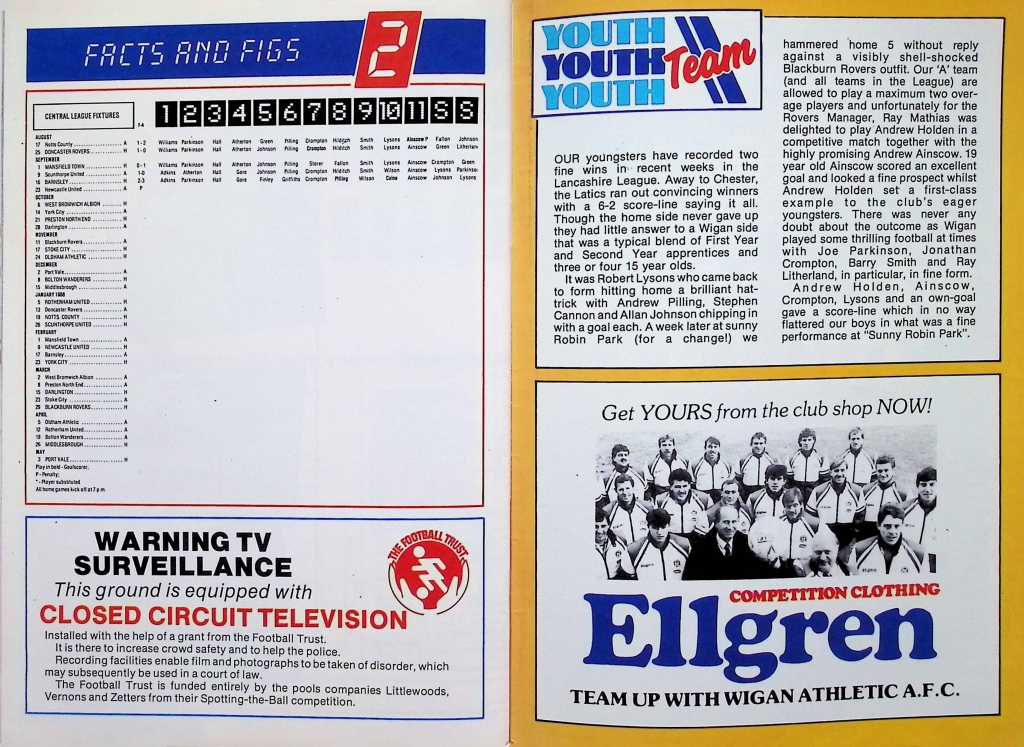 FACTS AND FIGS
2
CENTRAL LEAGUE FIXTURES
F-A
1 2 3 4 5 6 7 8 9 10 11 S S
AUGUST
17 Notts County A 1-2 Williams Parkinson Hall Atherton Green Pilling Crompton Hilditch Smith Lysons Ainscow P Fallon Johnson
25 DONCASTER ROVERS H 1-0 Williams Parkinson Hall Atherton Johnson Pilling Crompton Hilditch Smith Lysons Ainscow Green Litherland
SEPTEMBER
1 MANSFIELD TOWN H 0-1 Williams Parkinson Hall Atherton Johnson Pilling Storer Fallon Smith Lysons Ainscow Crompton Green
9 Scunthorpe United A 1-0 Adkins Atherton Hall Gore Johnson Pilling Crompton Hilditch Smith Wilson Ainscow Lysons Parkinson
16 BARNSLEY H 2-3 Adkins Parkinson Hall Gore Finley Griffiths Crompton Pilling Wilson Ainscow Johnson Lysons
23 Newcastle United A P
OCTOBER
6 WEST BROMWICH ALBION H
14 York City A
21 PRESTON NORTH END H
28 Darlington A
NOVEMBER
11 Blackburn Rovers A
17 STOKE CITY H
24 OLDHAM ATHLETIC H
DECEMBER
2 Port Vale A
8 BOLTON WANDERERS H
15 Middlesbrough A
JANUARY 1988
5 ROTHERHAM UNITED H
13 Doncaster Rovers A
19 NOTTS. COUNTY H
26 SCUNTHORPE UNITED H
FEBRUARY
1 Mansfield Town A
9 NEWCASTLE UNITED H
17 Barnsley A
23 YORK CITY H
MARCH
2 West Bromwich Albion A
8 Preston North End A
15 DARLINGTON H
23 Stoke City A
29 BLACKBURN ROVERS H
APRIL
5 Oldham Athletic A
12 Rotherham United A
19 Bolton Wanderers A
26 MIDDLESBROUGH H
MAY
3 PORT VALE H
Play in bold - Goalscorer;
P - Penalty;
* - Player substituted
All home games kick off at 7 p.m.
WARNING TV
SURVEILLANCE
This ground is equipped with
CLOSED CIRCUIT TELEVISION
THE FOOTBALL TRUST
Installed with the help of a grant from the Football Trust.
It is there to increase crowd safety and to help the police.
Recording facilities enable film and photographs to be taken of disorder, which
may subsequently be used in a court of law.
The Football Trust is funded entirely by the pools companies Littlewoods,
Vernons and Zetters from their Spotting-the-Ball competition.
YOUTH
YOUTH
YOUTH
Team
OUR youngsters have recorded two
fine wins in recent weeks in the
Lancashire League. Away to Chester,
the Latics ran out convincing winners
with a 6-2 score-line saying it all.
Though the home side never gave up
they had little answer to a Wigan side
that was a typical blend of First Year
and Second Year apprentices and
three or four 15 year olds.
It was Robert Lysons who came back
to form hitting home a brilliant hat-
trick with Andrew Pilling, Stephen
Cannon and Allan Johnson chipping in
with a goal each. A week later at sunny
Robin Park (for a change!) we
hammered home 5 without reply
against a visibly shell-shocked
Blackburn Rovers outfit. Our 'A' team
(and all teams in the League) are
allowed to play a maximum two over-
age players and unfortunately for the
Rovers Manager, Ray Mathias was
delighted to play Andrew Holden in a
competitive match together with the
highly promising Andrew Ainscow. 19
year old Ainscow scored an excellent
goal and looked a fine prospect whilst
Andrew Holden set a first-class
example to the club's eager
youngsters. There was never any
doubt about the outcome as Wigan
played some thrilling football at times
with Joe Parkinson, Jonathan
Crompton, Barry Smith and Ray
Litherland, in particular, in fine form.
Andrew Holden, Ainscow,
Crompton, Lysons and an own-goal
gave a score-line which in no way
flattered our boys in what was a fine
performance at "Sunny Robin Park".
Get YOURS from the club shop NOW!
COMPETITION CLOTHING
Ellgren
TEAM UP WITH WIGAN ATHLETIC A.F.C.